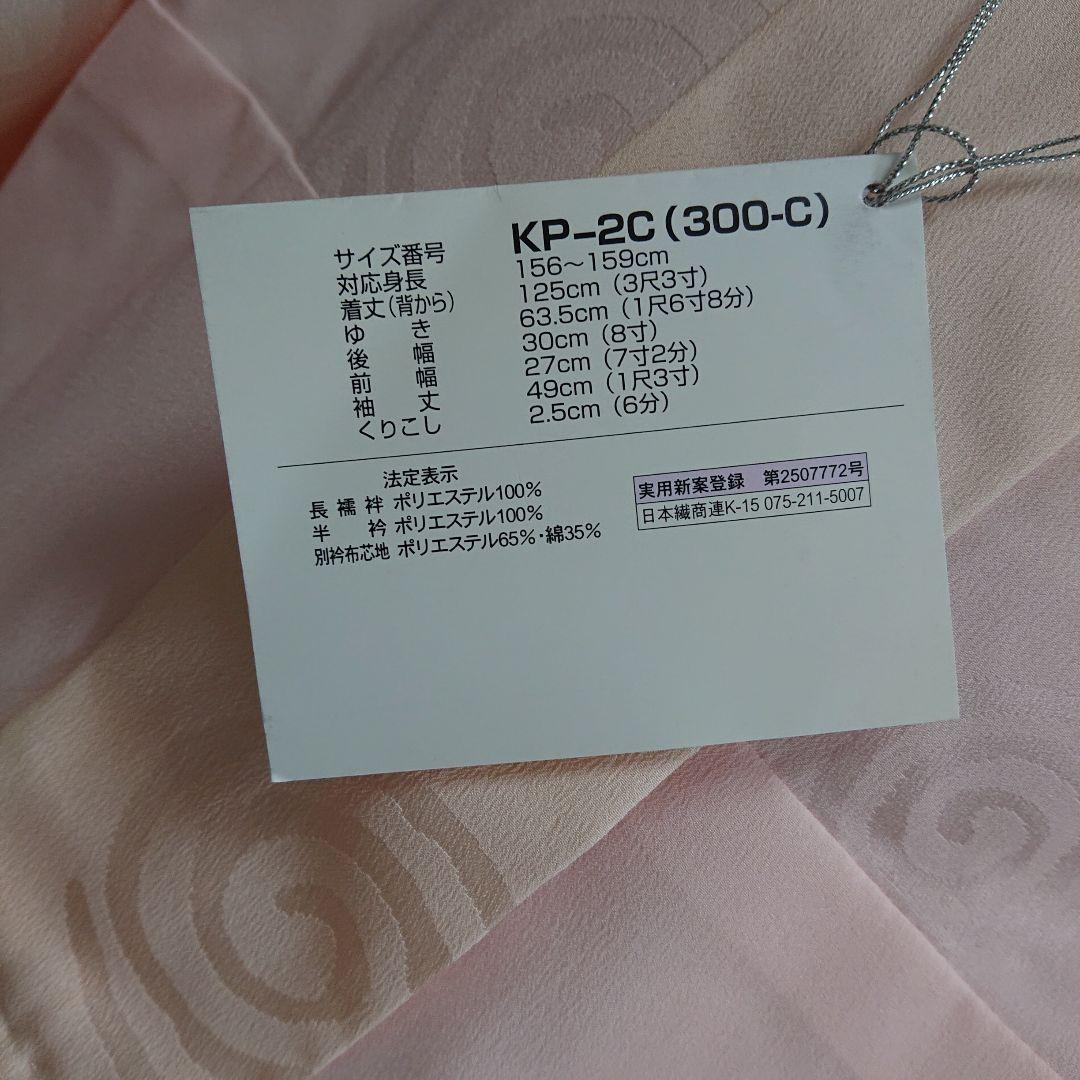 サイズ番号 KP-2C(300-C)
対応身長 156〜159cm
着丈(背から) 125cm(3尺3寸)
ゆき 63.5cm(1尺6寸8分)
後幅 30cm(8寸)
前幅 27cm(7寸2分)
袖丈 49cm(1尺3寸)
くりこし 2.5cm(6分)
法定表示
長襦袢 ポリエステル100%
半衿 ポリエステル100%
別衿布芯地 ポリエステル65%・綿35%
実用新案登録 第2507772号
日本繊商連K-15 075-211-5007